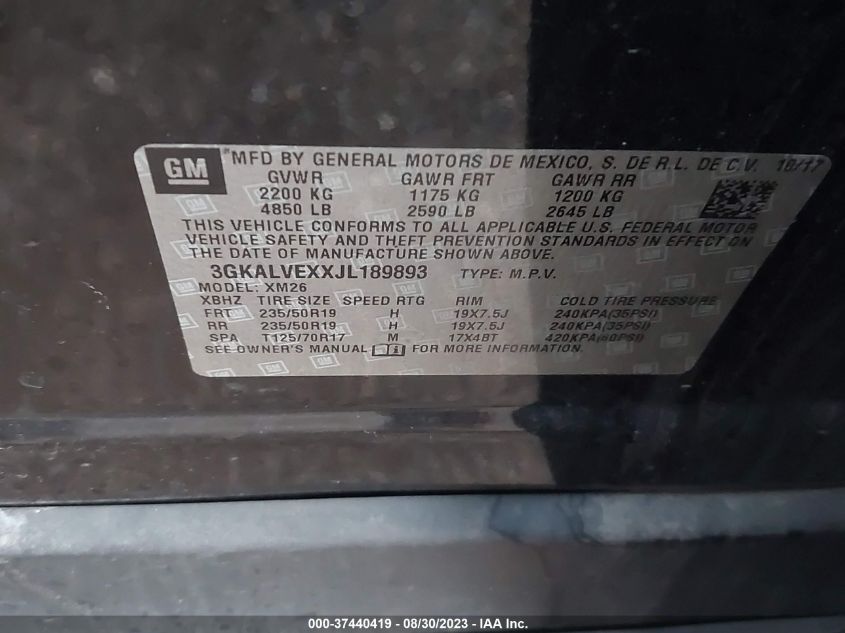 GM
MFD BY GENERAL MOTORS DE MEXICO, S. DE R.L. DE C.V. 10/17
GVWR GAWR FRT GAWR RR
2200 KG 1175 KG 1200 KG
4850 LB 2590 LB 2645 LB
THIS VEHICLE CONFORMS TO ALL APPLICABLE U.S. FEDERAL MOTOR
VEHICLE SAFETY AND THEFT PREVENTION STANDARDS IN EFFECT ON
THE DATE OF MANUFACTURE SHOWN ABOVE.
3GKALVEXXJL189893 TYPE: M.P.V.
MODEL: XM26
XBHZ TIRE SIZE SPEED RTG RIM COLD TIRE PRESSURE
FRT 235/50R19 H 19X7.5J 240KPA(35PSI)
RR 235/50R19 H 19X7.5J 240KPA(35PSI)
SPA T125/70R17 M 17X4BT 420KPA(60PSI)
SEE OWNER'S MANUAL FOR MORE INFORMATION.
000-37440419 - 08/30/2023 - IAA Inc.